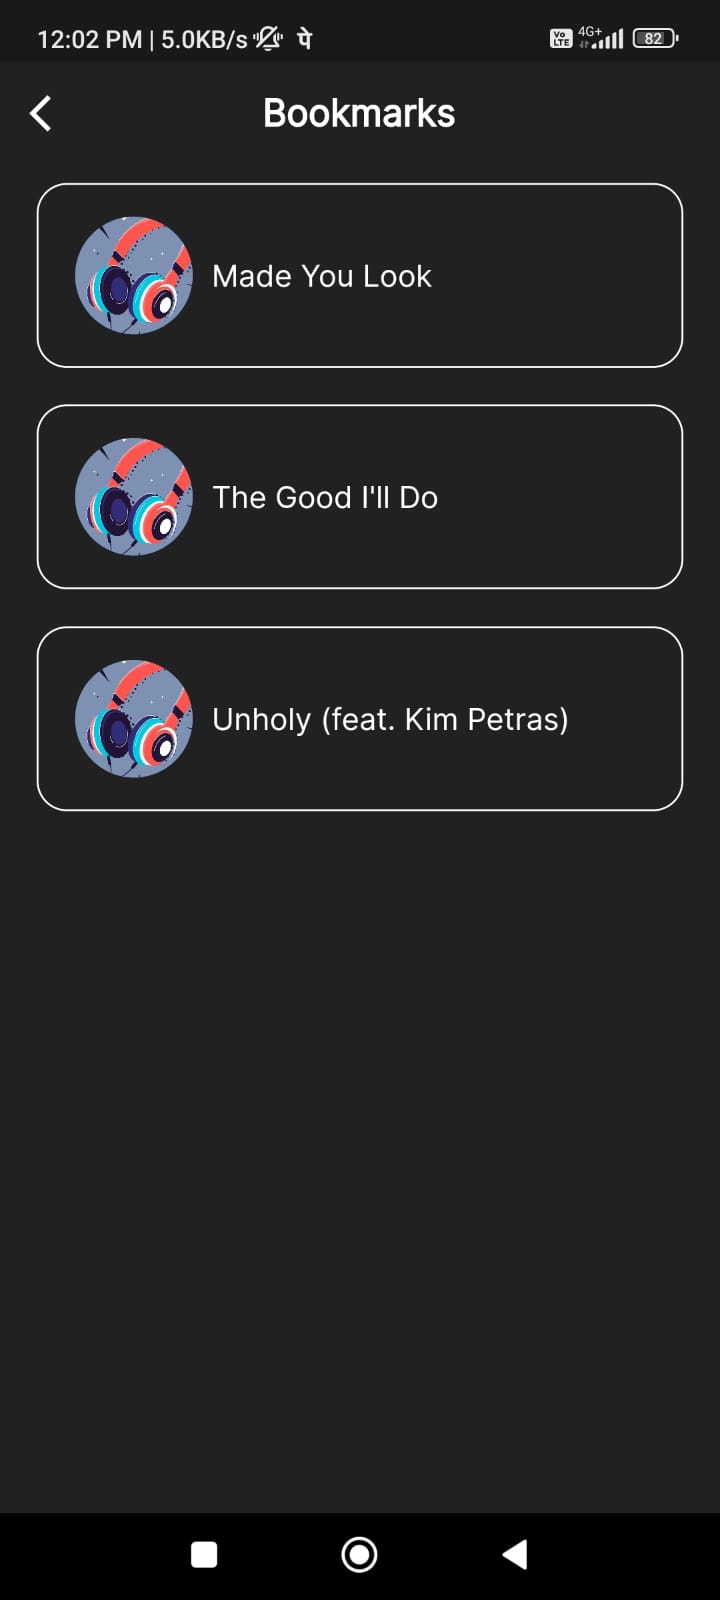 12:02 PM | 5.0KB/s पे Vo LTE 4G+ 82
Bookmarks
Made You Look
The Good I'll Do
Unholy (feat. Kim Petras)